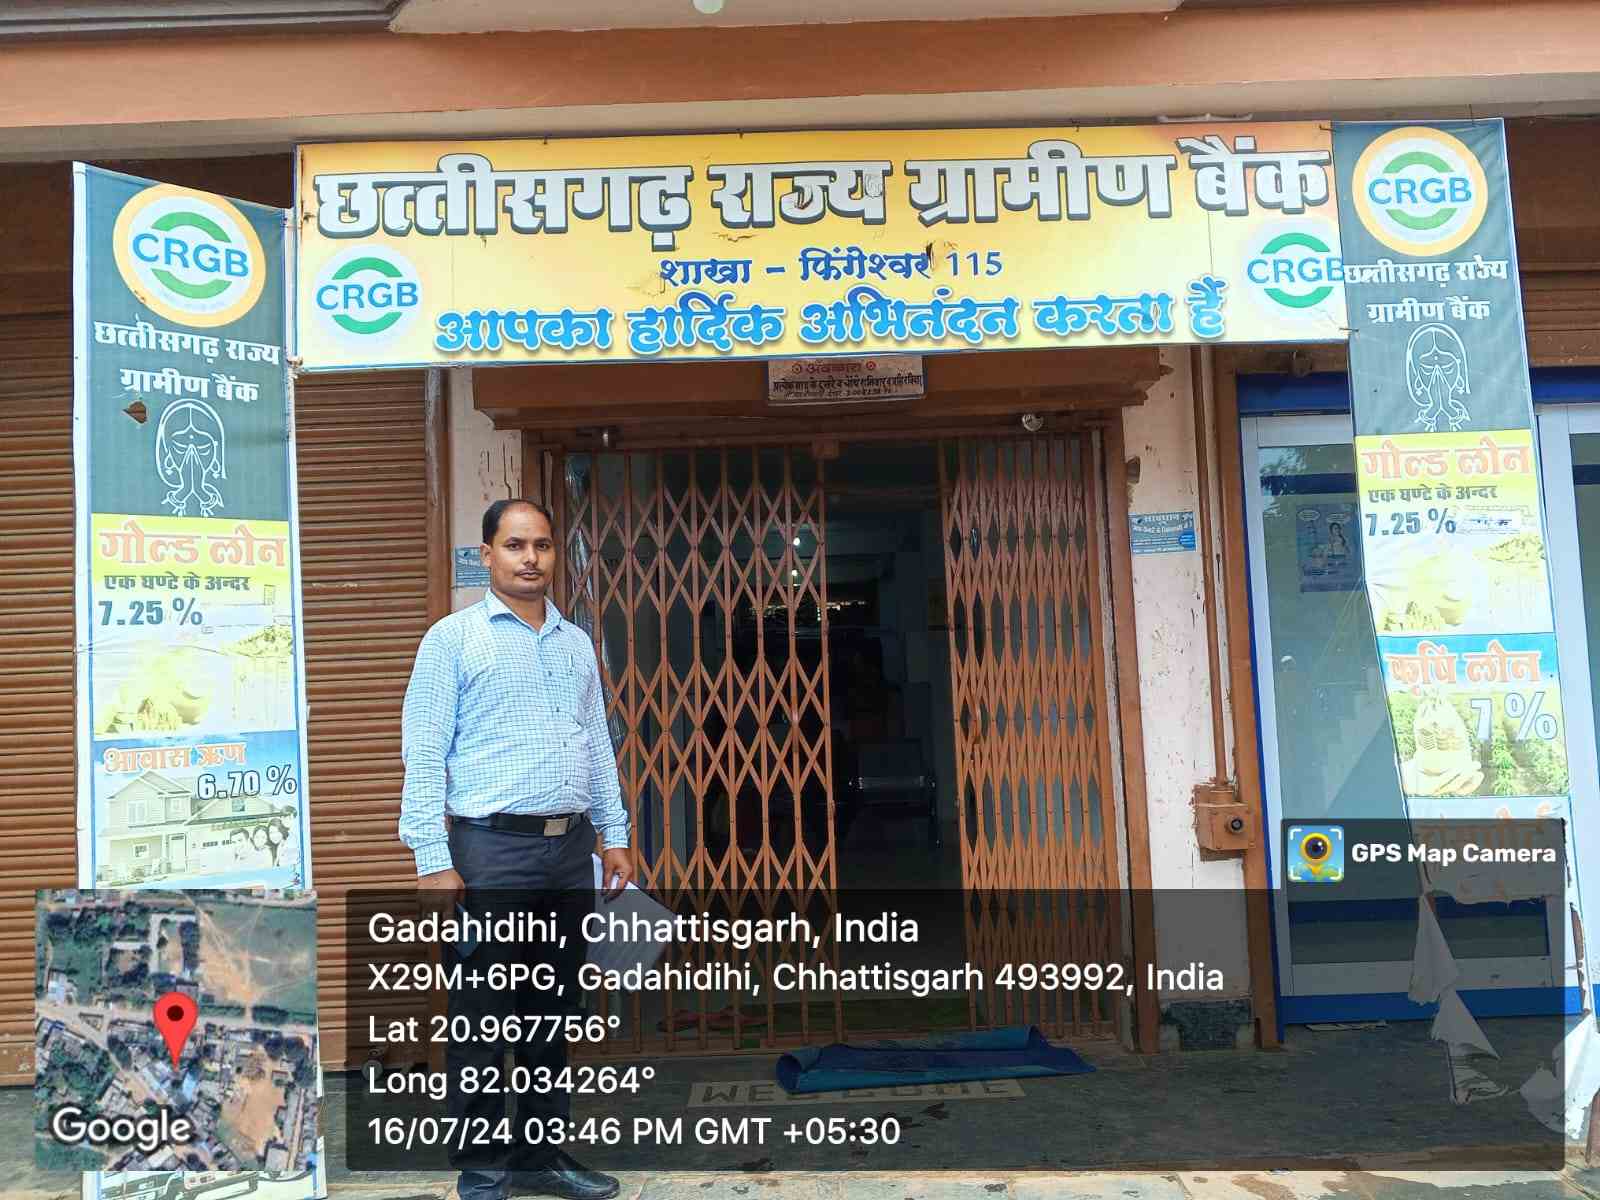 छत्तीसगढ़ राज्य ग्रामीण बैंक
शाखा - फिंगेश्वर 115
आपका हार्दिक अभिनंदन करता हैं
CRGB
CRGB
CRGB
छत्तीसगढ़ राज्य
ग्रामीण बैंक
गोल्ड लोन
एक घण्टे के अन्दर
7.25 %
आवास ऋण
6.70 %
CRGB
छत्तीसगढ़ राज्य
ग्रामीण बैंक
गोल्ड लोन
एक घण्टे के अन्दर
7.25 %
कृषि लोन
7 %
अवकाश
सावधान
WELCOME
GPS Map Camera
Google
Gadahidihi, Chhattisgarh, India
X29M+6PG, Gadahidihi, Chhattisgarh 493992, India
Lat 20.967756°
Long 82.034264°
16/07/24 03:46 PM GMT +05:30